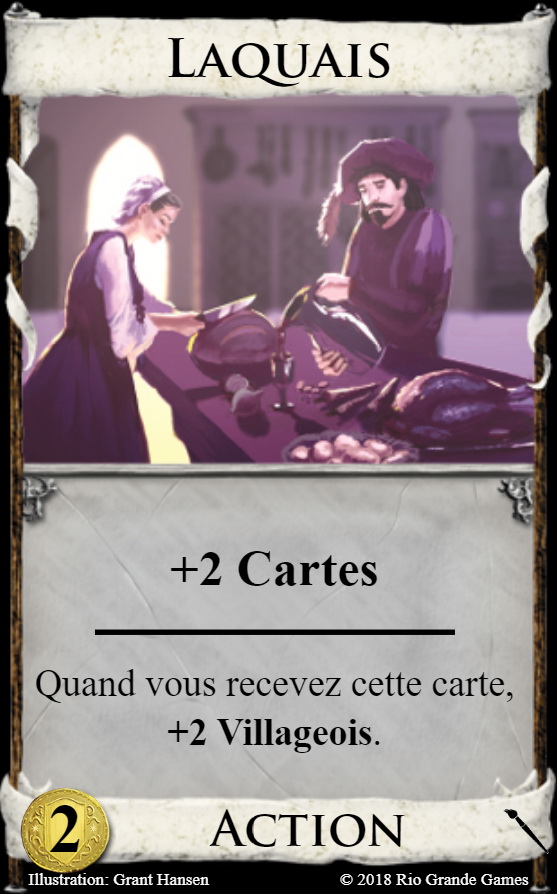 LAQUAIS
+2 Cartes
Quand vous recevez cette carte,
+2 Villageois.
2
ACTION
Illustration: Grant Hansen
© 2018 Rio Grande Games